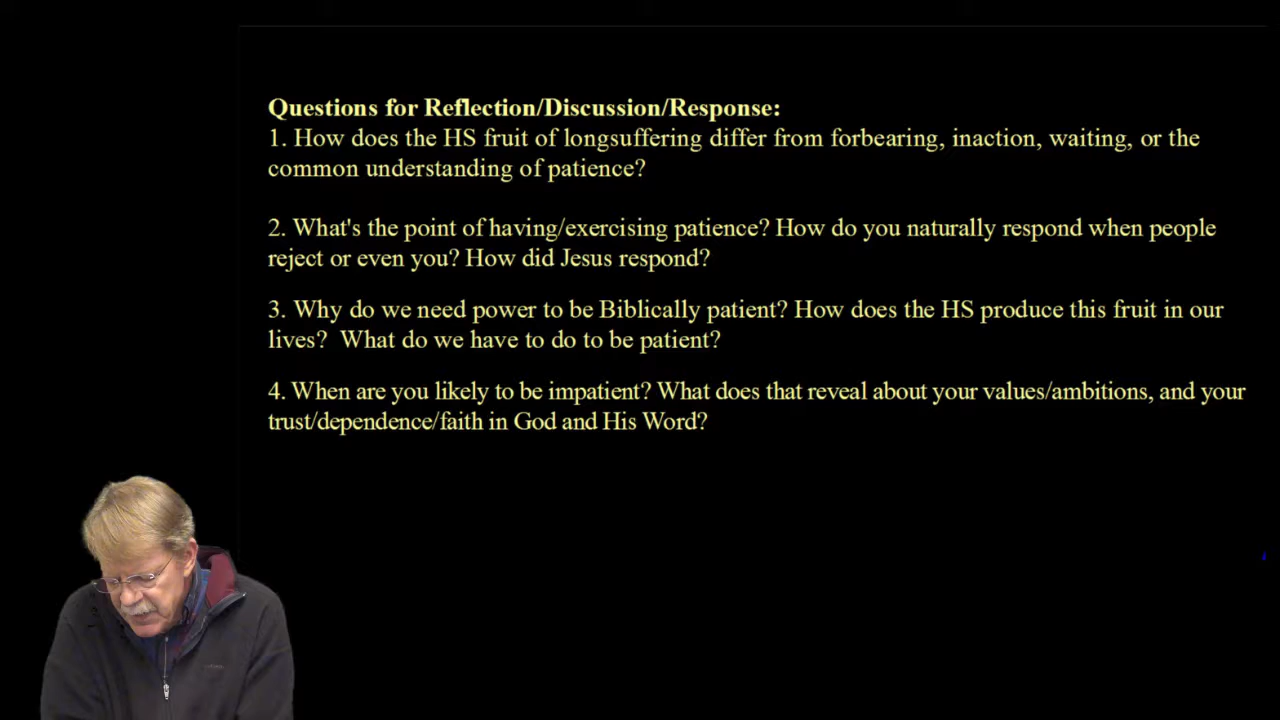 Questions for Reflection/Discussion/Response:
1. How does the HS fruit of longsuffering differ from forbearing, inaction, waiting, or the
common understanding of patience?
2. What's the point of having/exercising patience? How do you naturally respond when people
reject or even you? How did Jesus respond?
3. Why do we need power to be Biblically patient? How does the HS produce this fruit in our
lives?  What do we have to do to be patient?
4. When are you likely to be impatient? What does that reveal about your values/ambitions, and your
trust/dependence/faith in God and His Word?